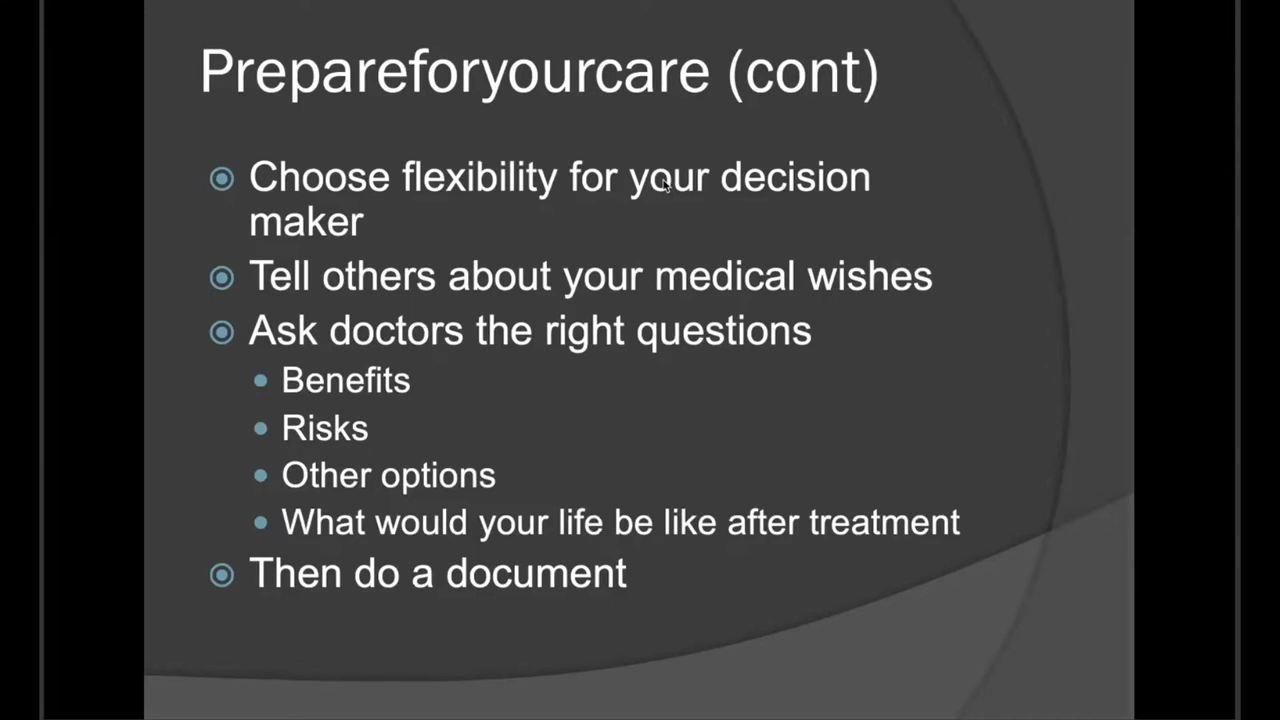 Prepareforyourcare (cont)
Choose flexibility for your decision
maker
Tell others about your medical wishes
Ask doctors the right questions
Benefits
Risks
Other options
What would your life be like after treatment
Then do a document